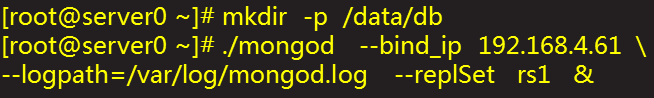 [root@server0 ~]# mkdir -p /data/db
[root@server0 ~]# ./mongod --bind_ip 192.168.4.61 \
--logpath=/var/log/mongod.log --replSet rs1 &